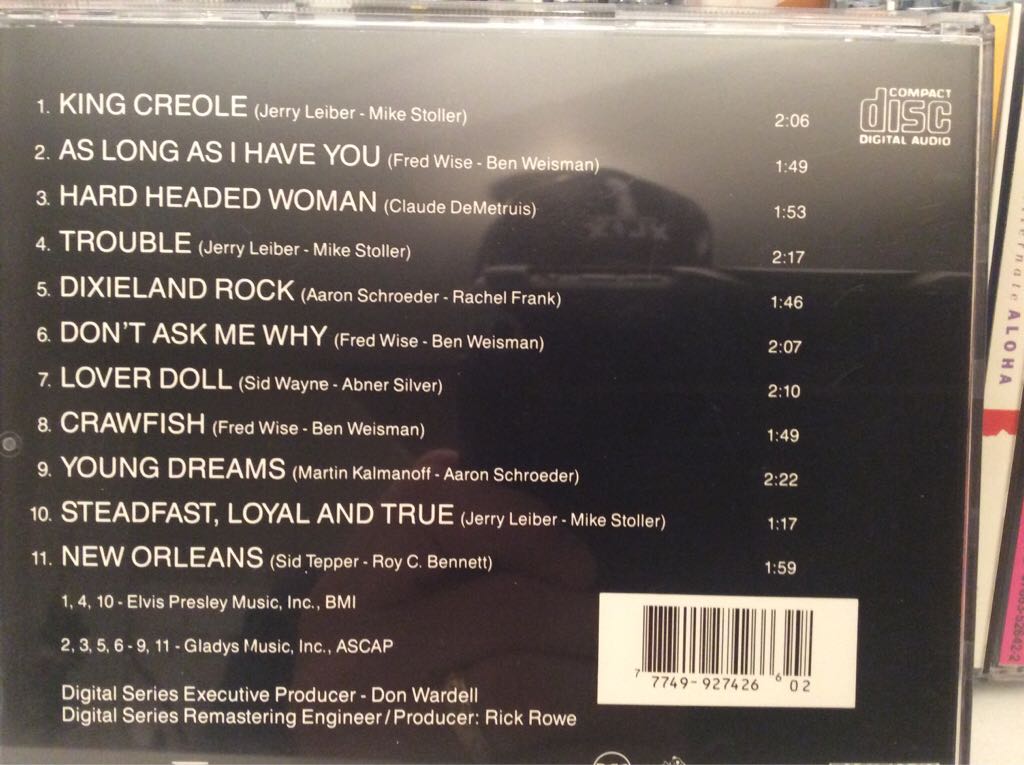 COMPACT
disc
DIGITAL AUDIO
1. KING CREOLE (Jerry Leiber - Mike Stoller) 2:06
2. AS LONG AS I HAVE YOU (Fred Wise - Ben Weisman) 1:49
3. HARD HEADED WOMAN (Claude DeMetruis) 1:53
4. TROUBLE (Jerry Leiber - Mike Stoller) 2:17
5. DIXIELAND ROCK (Aaron Schroeder - Rachel Frank) 1:46
6. DON'T ASK ME WHY (Fred Wise - Ben Weisman) 2:07
7. LOVER DOLL (Sid Wayne - Abner Silver) 2:10
8. CRAWFISH (Fred Wise - Ben Weisman) 1:49
9. YOUNG DREAMS (Martin Kalmanoff - Aaron Schroeder) 2:22
10. STEADFAST, LOYAL AND TRUE (Jerry Leiber - Mike Stoller) 1:17
11. NEW ORLEANS (Sid Tepper - Roy C. Bennett) 1:59
1, 4, 10 - Elvis Presley Music, Inc., BMI
2, 3, 5, 6 - 9, 11 - Gladys Music, Inc., ASCAP
Digital Series Executive Producer - Don Wardell
Digital Series Remastering Engineer/Producer: Rick Rowe
7 7749-927426 6 02
ALOHA